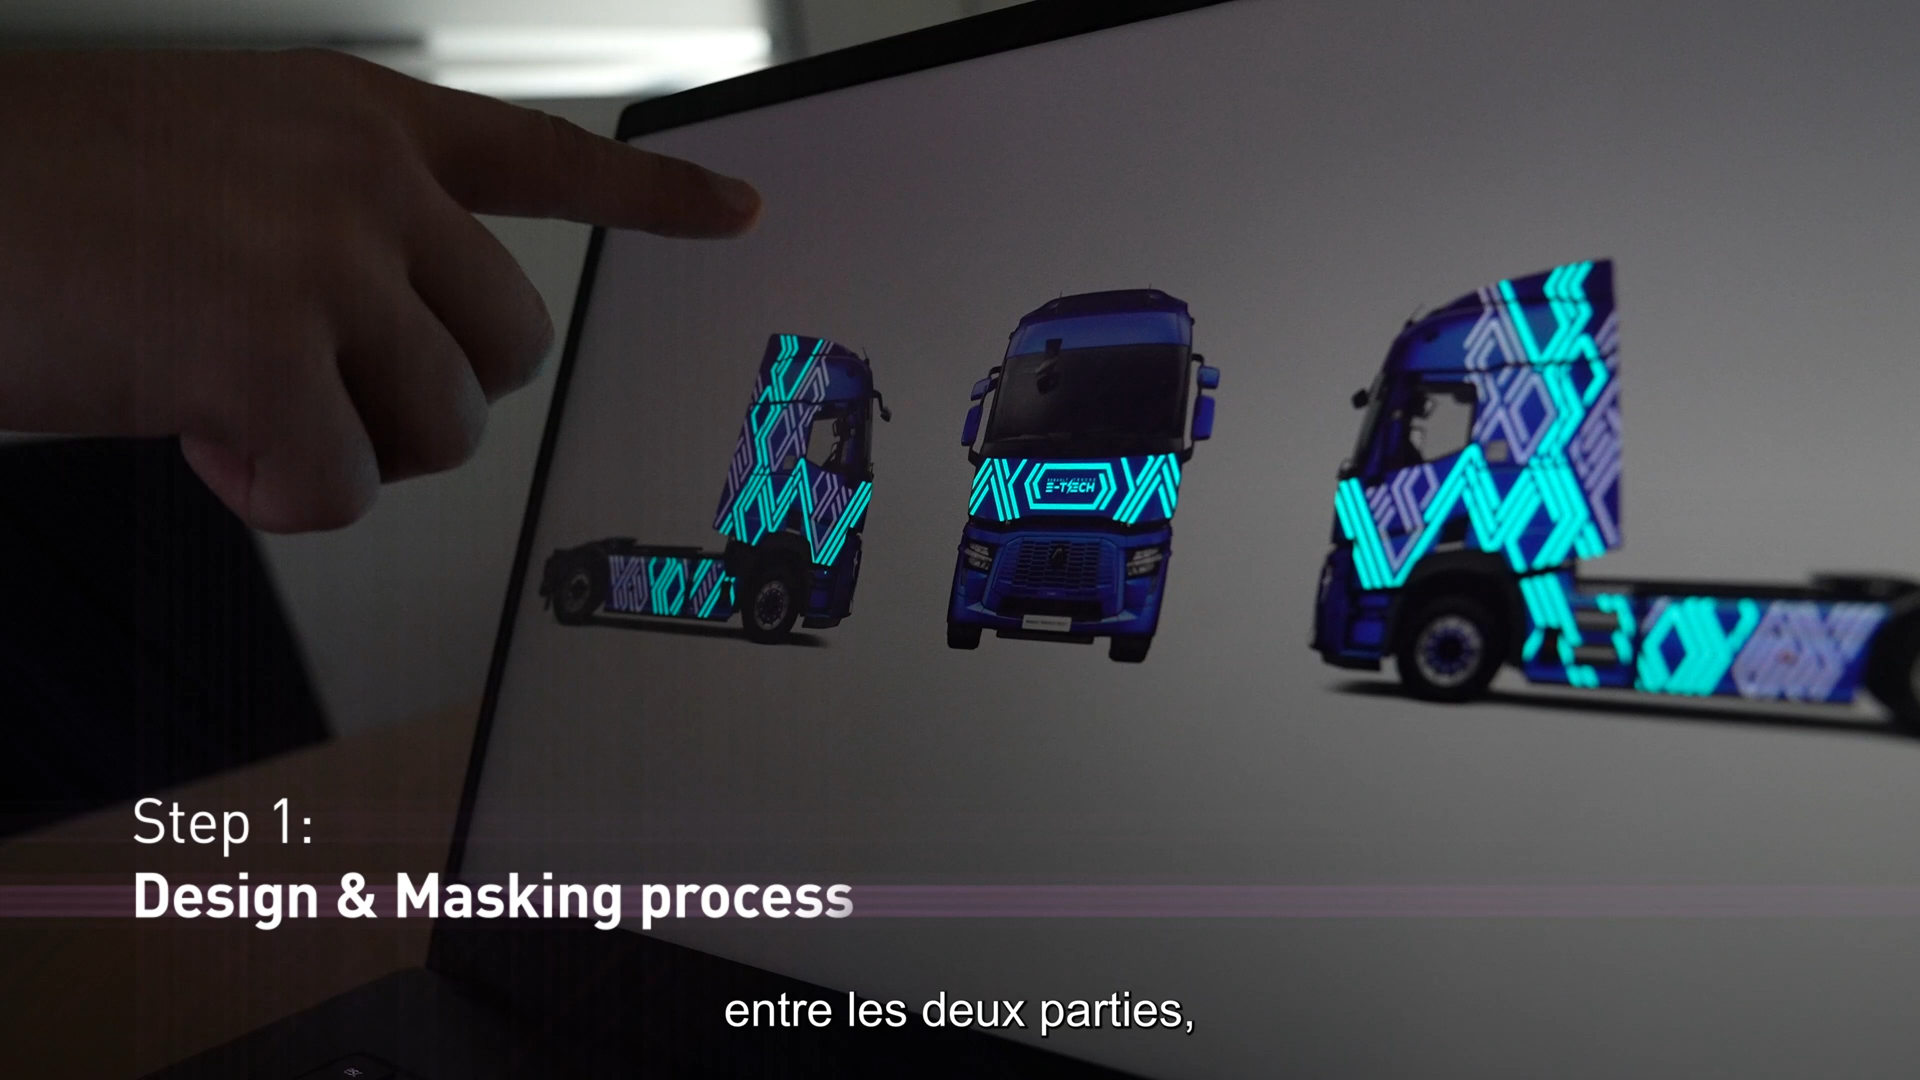 E-TECH
Step 1:
Design & Masking process
entre les deux parties,